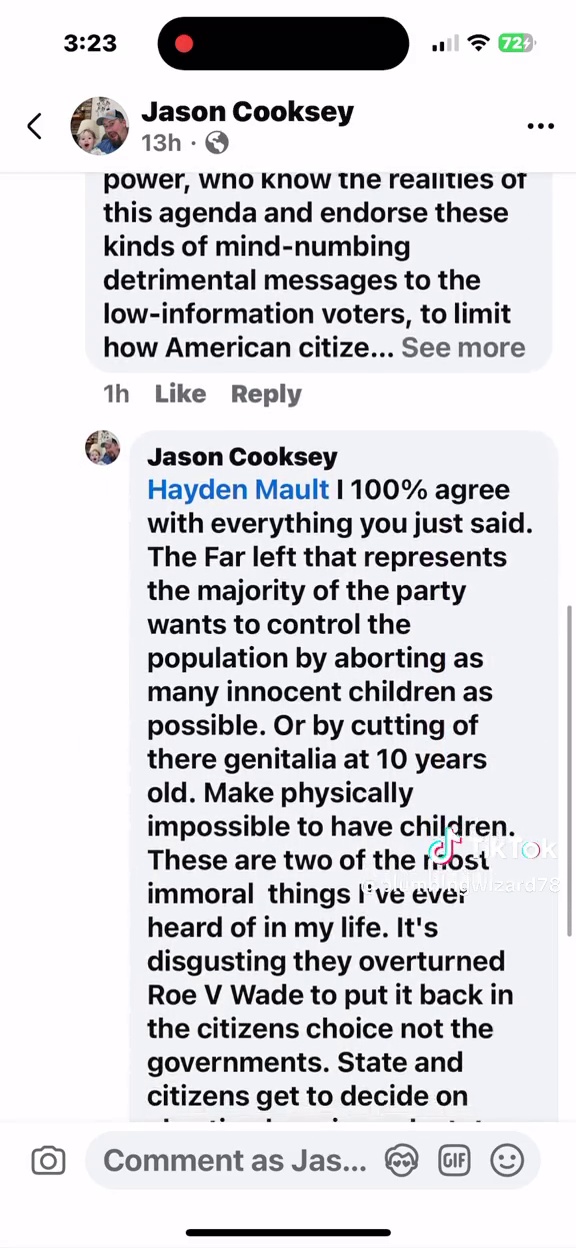 3:23
72
Jason Cooksey
13h ·
power, who know the realities of
this agenda and endorse these
kinds of mind-numbing
detrimental messages to the
low-information voters, to limit
how American citize... See more
1h Like Reply
Jason Cooksey
Hayden Mault I 100% agree
with everything you just said.
The Far left that represents
the majority of the party
wants to control the
population by aborting as
many innocent children as
possible. Or by cutting of
there genitalia at 10 years
old. Make physically
impossible to have children.
These are two of the most
TikTok
immoral things I've ever
heard of in my life. It's
disgusting they overturned
Roe V Wade to put it back in
the citizens choice not the
governments. State and
citizens get to decide on
Comment as Jas...
GIF